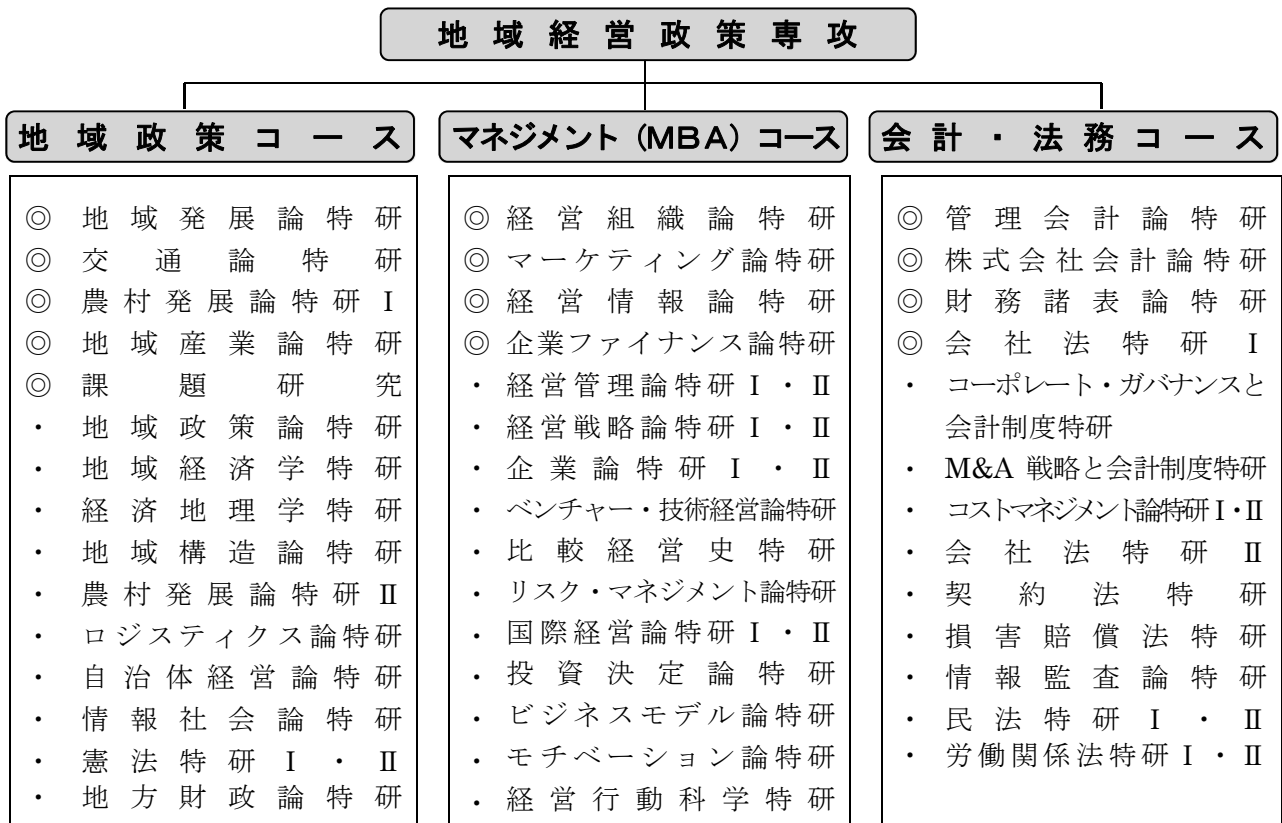 地域経営政策専攻
地域政策コース
◎ 地域発展論特研
◎ 交通論特研
◎ 農村発展論特研Ⅰ
◎ 地域産業論特研
◎ 課題研究
・ 地域政策論特研
・ 地域経済学特研
・ 経済地理学特研
・ 地域構造論特研
・ 農村発展論特研Ⅱ
・ ロジスティクス論特研
・ 自治体経営論特研
・ 情報社会論特研
・ 憲法特研Ⅰ・Ⅱ
・ 地方財政論特研
マネジメント(MBA)コース
◎ 経営組織論特研
◎ マーケティング論特研
◎ 経営情報論特研
◎ 企業ファイナンス論特研
・ 経営管理論特研Ⅰ・Ⅱ
・ 経営戦略論特研Ⅰ・Ⅱ
・ 企業論特研Ⅰ・Ⅱ
・ ベンチャー・技術経営論特研
・ 比較経営史特研
・ リスク・マネジメント論特研
・ 国際経営論特研Ⅰ・Ⅱ
・ 投資決定論特研
・ ビジネスモデル論特研
・ モチベーション論特研
・ 経営行動科学特研
会計・法務コース
◎ 管理会計論特研
◎ 株式会社会計論特研
◎ 財務諸表論特研
◎ 会社法特研Ⅰ
・ コーポレート・ガバナンスと
会計制度特研
・ M&A 戦略と会計制度特研
・ コストマネジメント論特研Ⅰ・Ⅱ
・ 会社法特研Ⅱ
・ 契約法特研
・ 損害賠償法特研
・ 情報監査論特研
・ 民法特研Ⅰ・Ⅱ
・ 労働関係法特研Ⅰ・Ⅱ